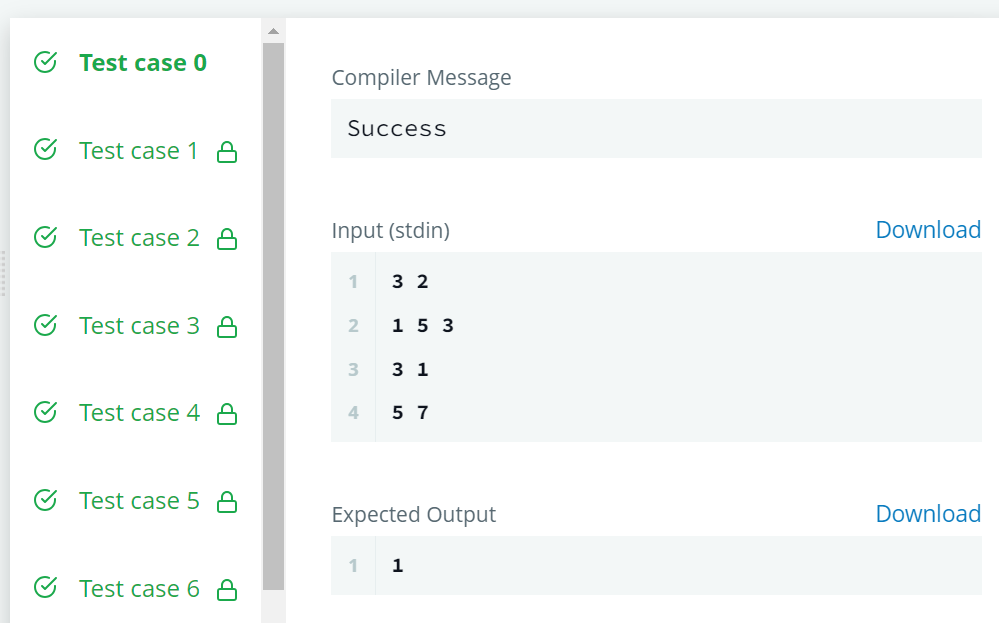 Test case 0
Test case 1
Test case 2
Test case 3
Test case 4
Test case 5
Test case 6
Compiler Message
Success
Input (stdin) Download
1 3 2
2 1 5 3
3 3 1
4 5 7
Expected Output Download
1 1